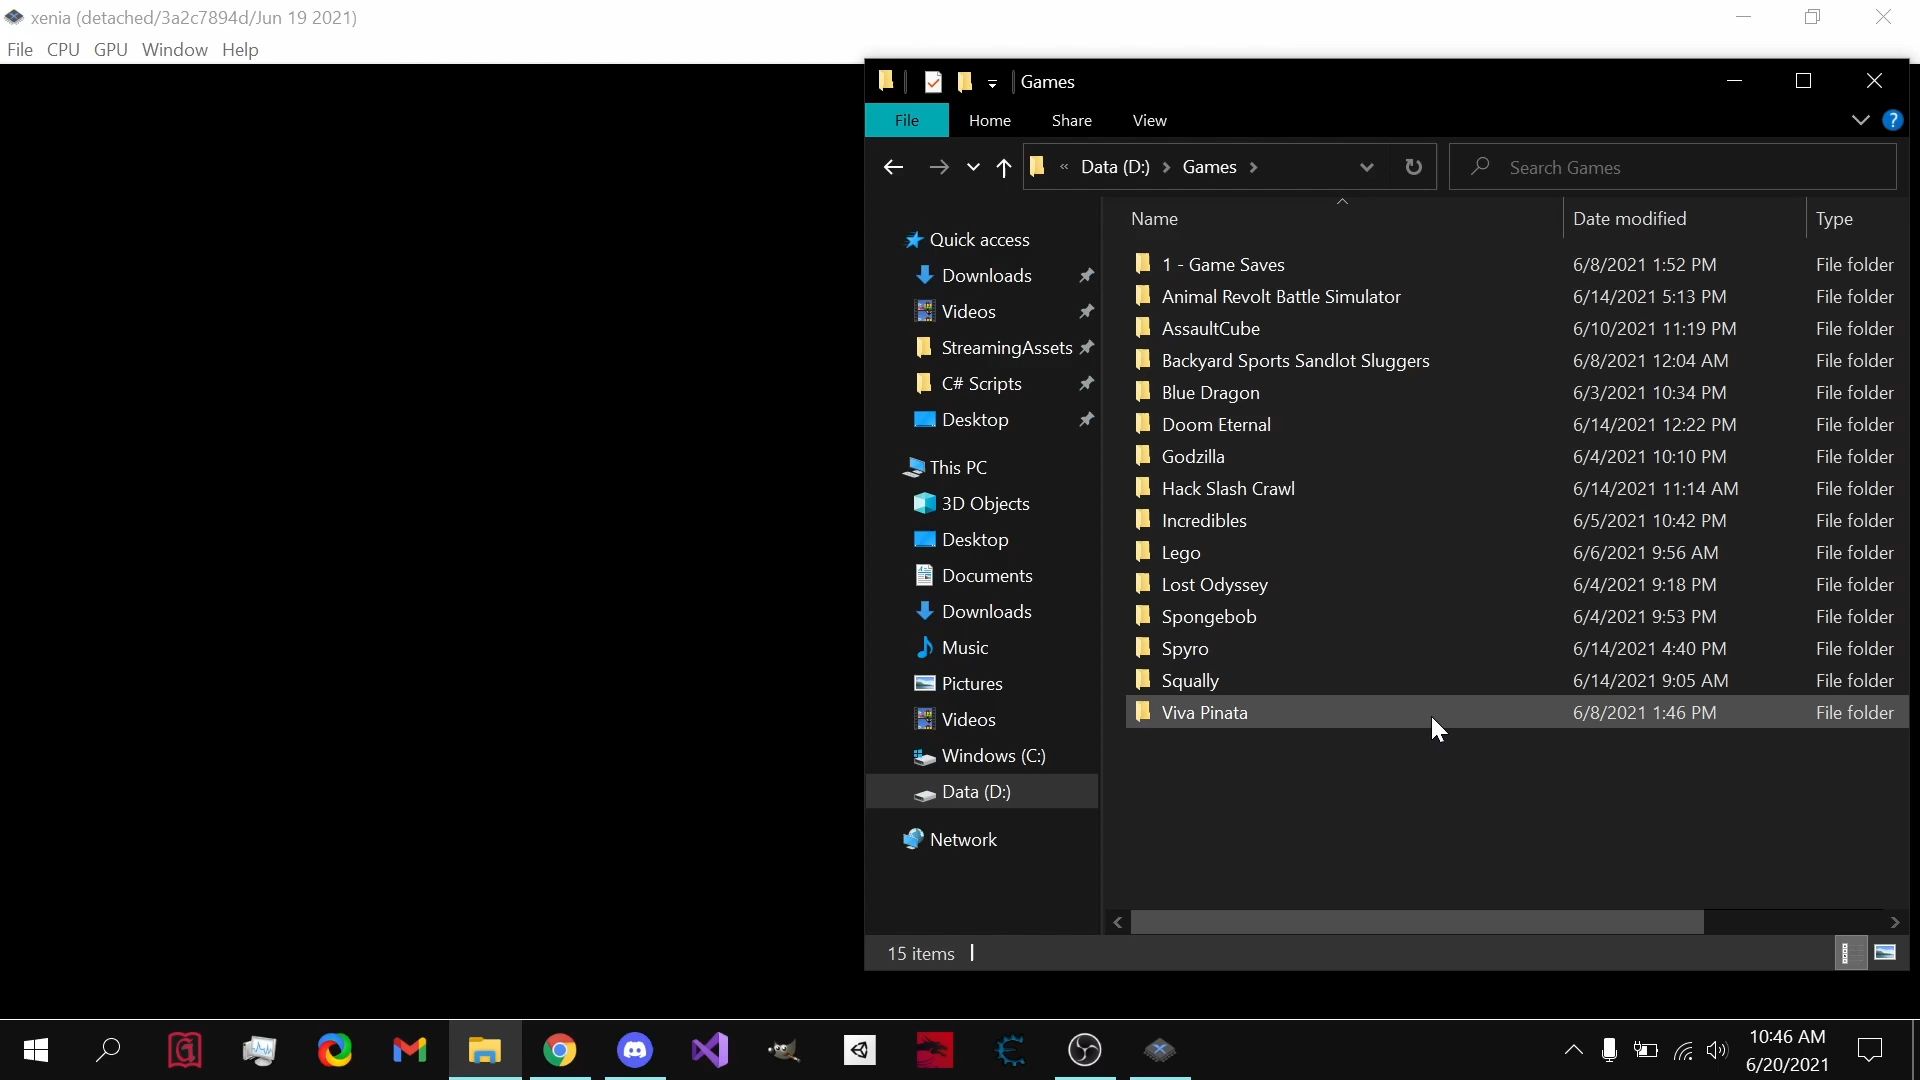 xenia (detached/3a2c7894d/Jun 19 2021)
File CPU GPU Window Help
Games
File Home Share View
« Data (D:) › Games ›
Search Games
Name Date modified Type
Quick access
Downloads
Videos
StreamingAssets
C# Scripts
Desktop
This PC
3D Objects
Desktop
Documents
Downloads
Music
Pictures
Videos
Windows (C:)
Data (D:)
Network
1 - Game Saves 6/8/2021 1:52 PM File folder
Animal Revolt Battle Simulator 6/14/2021 5:13 PM File folder
AssaultCube 6/10/2021 11:19 PM File folder
Backyard Sports Sandlot Sluggers 6/8/2021 12:04 AM File folder
Blue Dragon 6/3/2021 10:34 PM File folder
Doom Eternal 6/14/2021 12:22 PM File folder
Godzilla 6/4/2021 10:10 PM File folder
Hack Slash Crawl 6/14/2021 11:14 AM File folder
Incredibles 6/5/2021 10:42 PM File folder
Lego 6/6/2021 9:56 AM File folder
Lost Odyssey 6/4/2021 9:18 PM File folder
Spongebob 6/4/2021 9:53 PM File folder
Spyro 6/14/2021 4:40 PM File folder
Squally 6/14/2021 9:05 AM File folder
Viva Pinata 6/8/2021 1:46 PM File folder
15 items
10:46 AM
6/20/2021